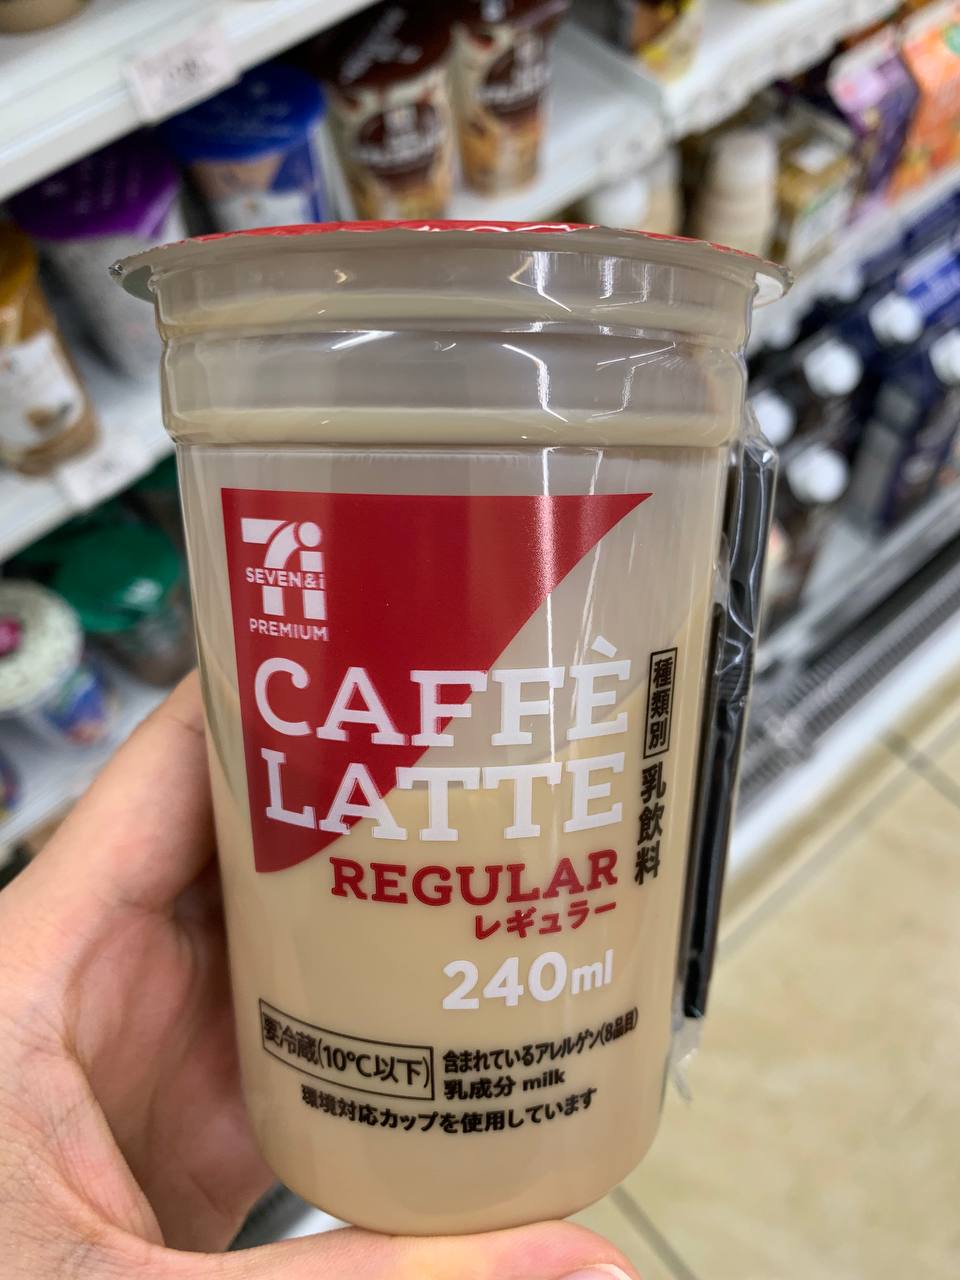 7i
SEVEN&i
PREMIUM
CAFFÈ
LATTE
REGULAR
レギュラー
240ml
種類別 乳飲料
要冷蔵(10℃以下)
含まれているアレルゲン(8品目)
乳成分 milk
環境対応カップを使用しています